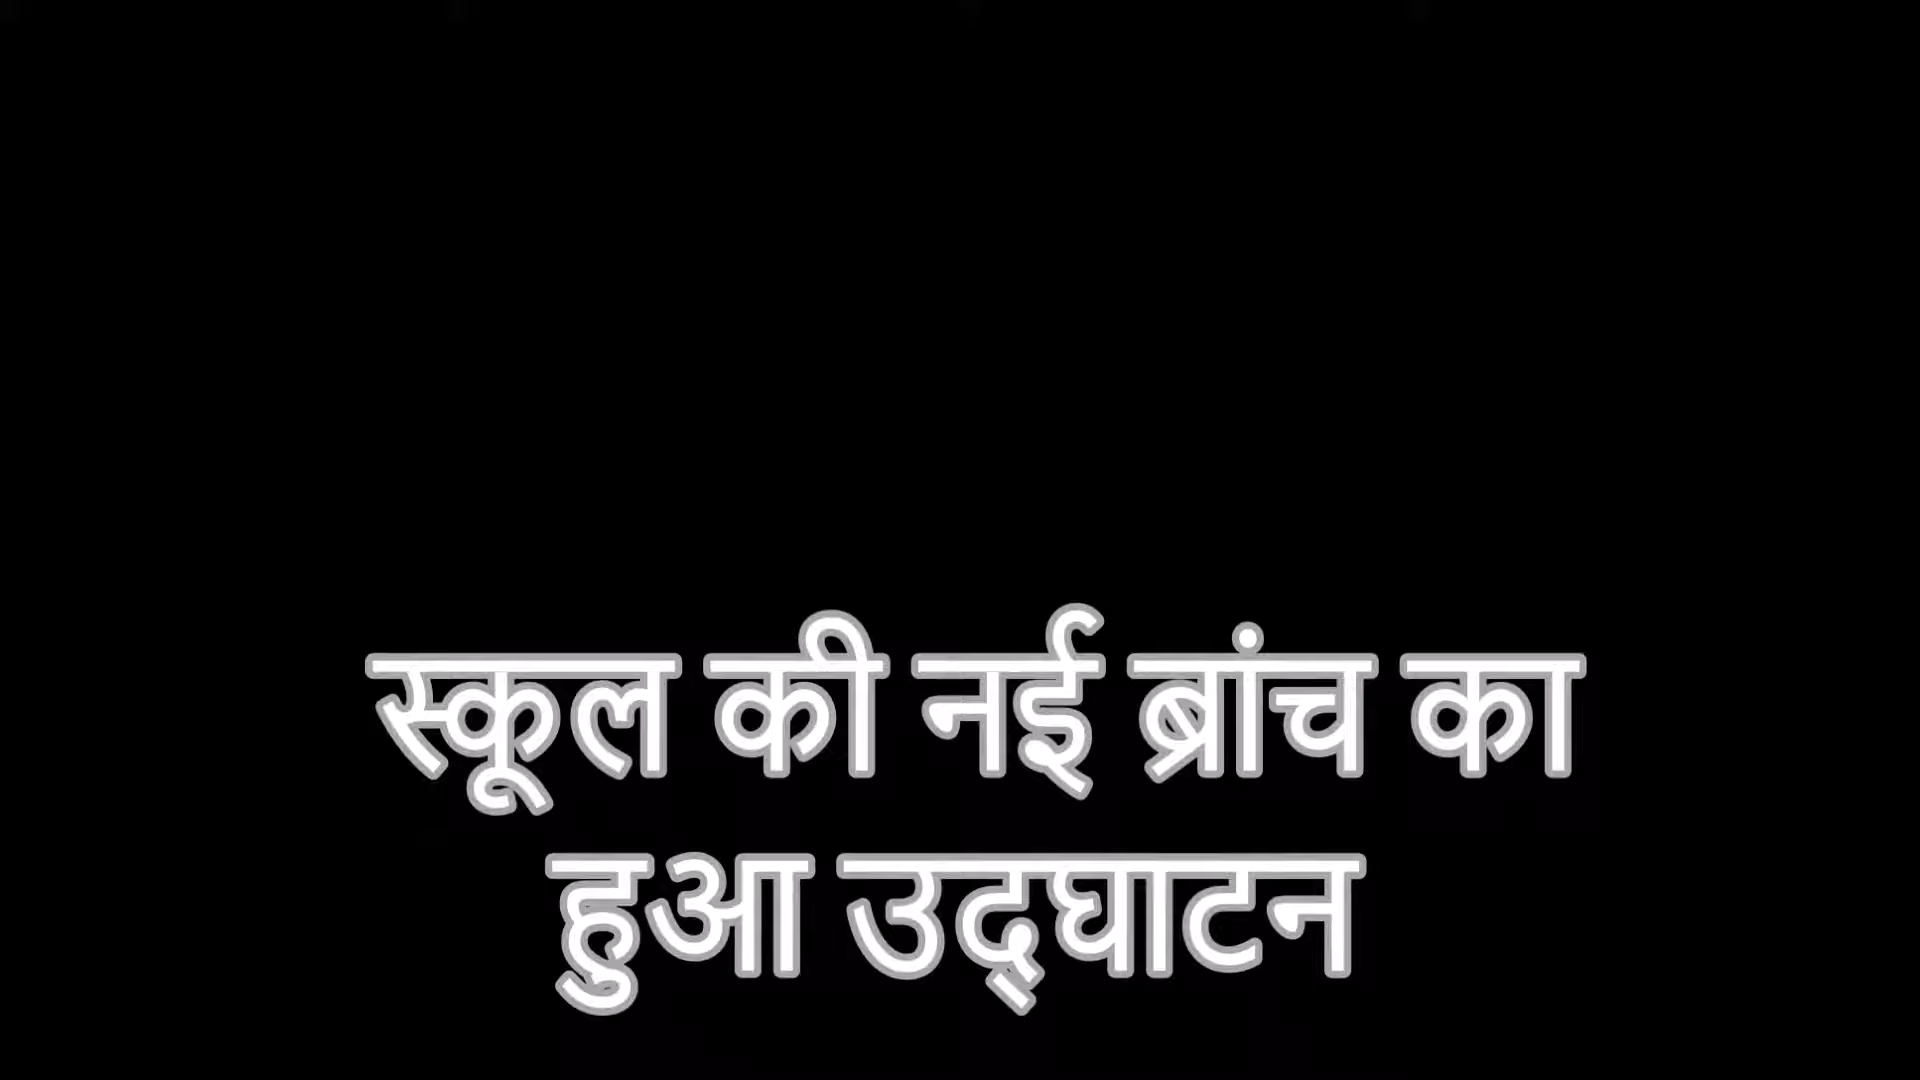 स्कूल की नई ब्रांच का
हुआ उद्घाटन